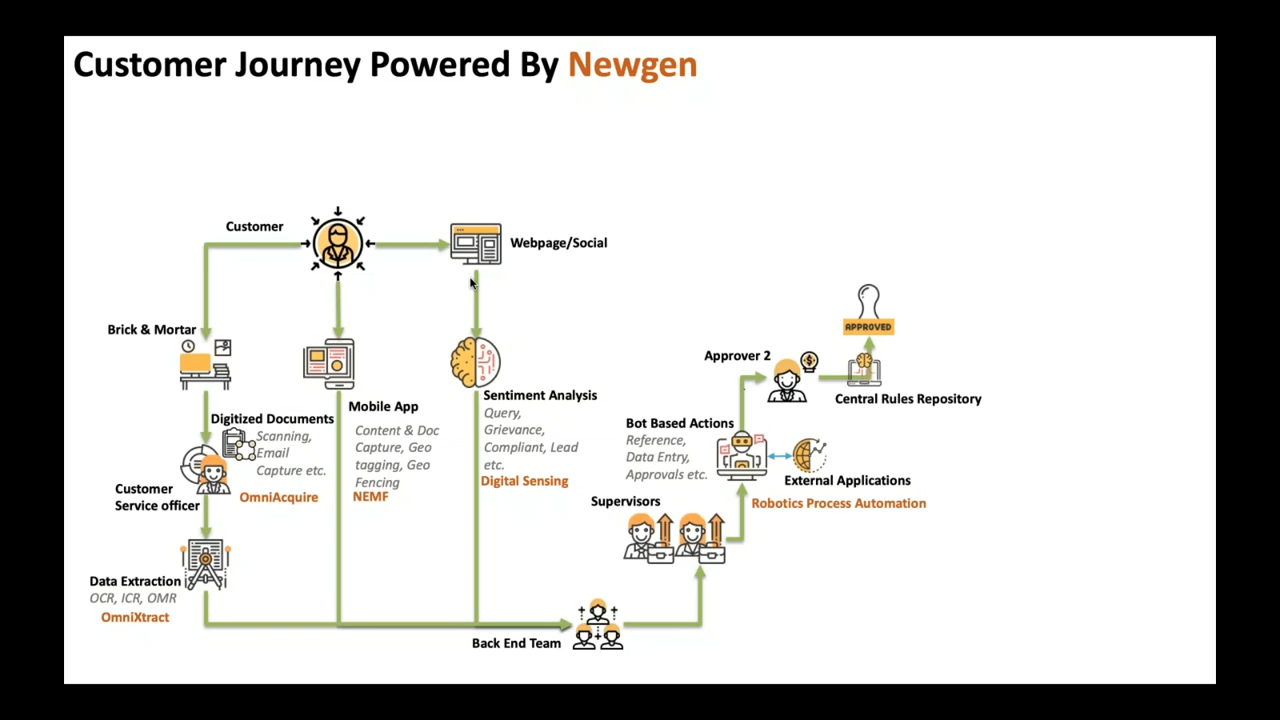 Customer Journey Powered By Newgen
Customer
Webpage/Social
Brick & Mortar
Digitized Documents
Scanning,
Email
Capture etc.
OmniAcquire
Customer
Service officer
Data Extraction
OCR, ICR, OMR
OmniXtract
Mobile App
Content & Doc
Capture, Geo
tagging, Geo
Fencing
NEMF
Sentiment Analysis
Query,
Grievance,
Compliant, Lead
etc.
Digital Sensing
Back End Team
Supervisors
Bot Based Actions
Reference,
Data Entry,
Approvals etc.
External Applications
Robotics Process Automation
Approver 2
APPROVED
Central Rules Repository